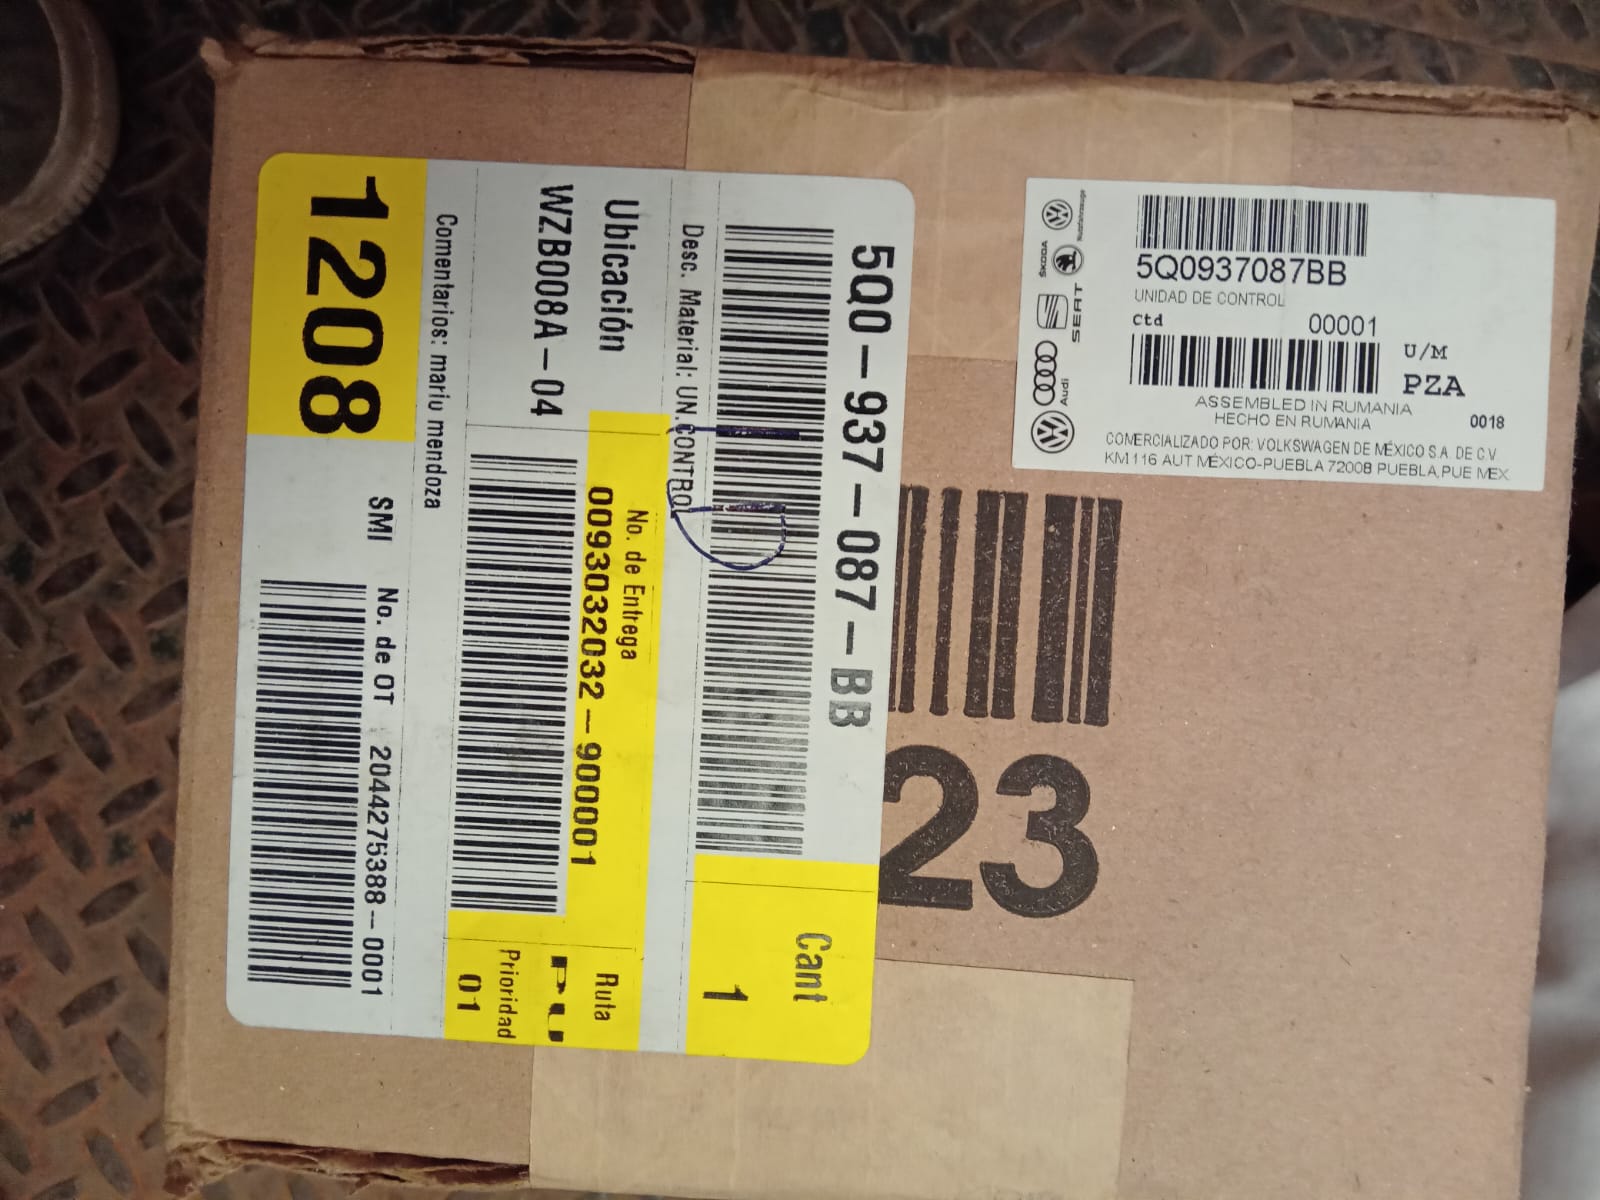 5Q0937087BB
UNIDAD DE CONTROL
Ctd 00001 U/M
PZA
ASSEMBLED IN RUMANIA
HECHO EN RUMANIA 0018
COMERCIALIZADO POR: VOLKSWAGEN DE MÉXICO S.A. DE C.V.
KM 116 AUT MÉXICO-PUEBLA 72008 PUEBLA,PUE MEX.
ŠKODA
SEAT
Audi
5Q0-937-087-BB
Cant
1
Desc. Material: UN.CONTROL
Ubicación
WZB008A-04
No. de Entrega
0093032032-900001
Ruta
PU
Prioridad
01
Comentarios: mariu mendoza
1208
SMI No. de OT 2044275388-0001
23